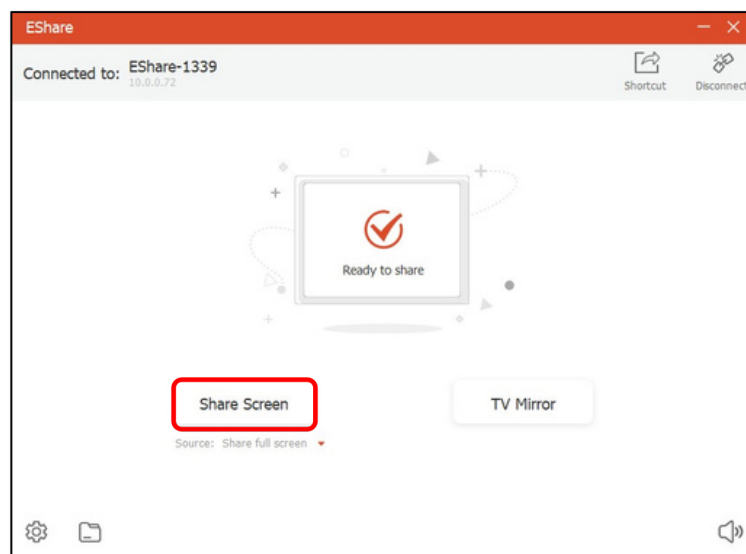 EShare
Connected to: EShare-1339
10.0.0.72
Shortcut
Disconnect
Ready to share
Share Screen
TV Mirror
Source: Share full screen